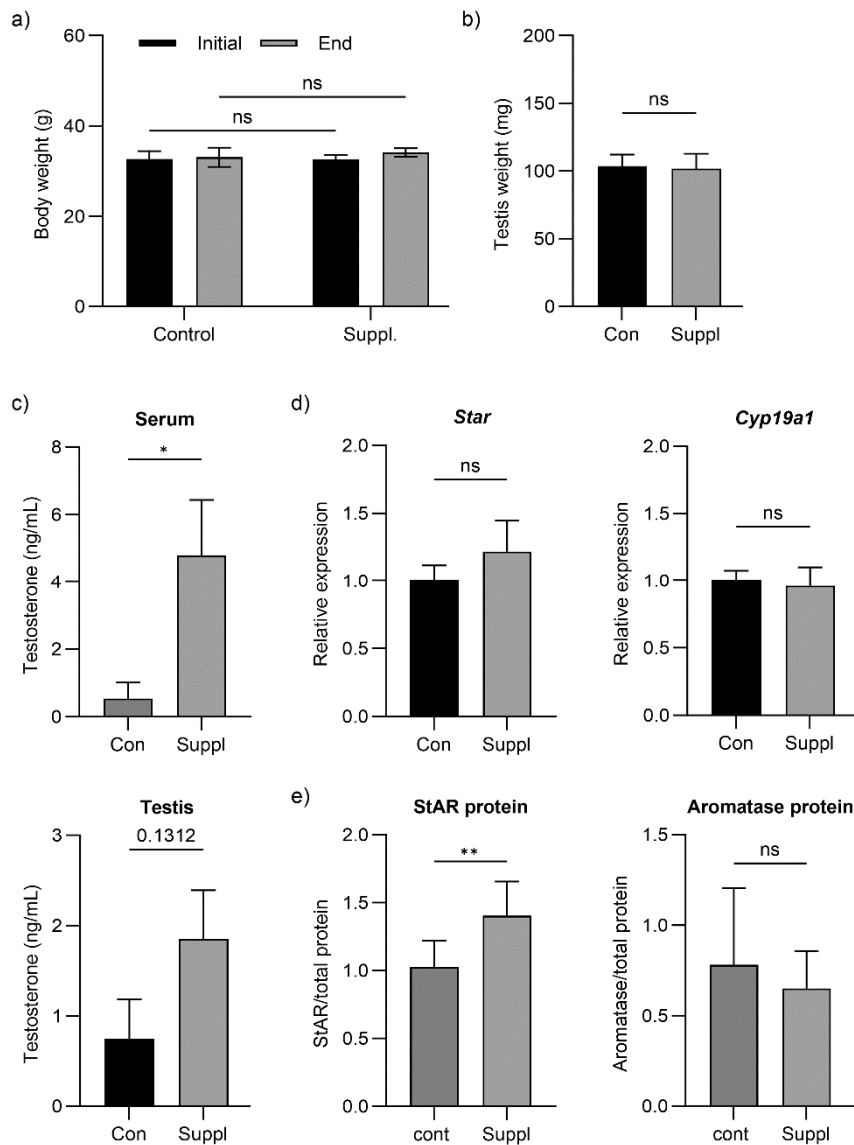 a)
Initial End
Body weight (g)
60
40
20
0
ns
ns
Control Suppl.
b)
Testis weight (mg)
200
150
100
50
0
ns
Con Suppl
c)
Serum
Testosterone (ng/mL)
8
6
4
2
0
*
Con Suppl
d)
Star
Relative expression
2.0
1.5
1.0
0.5
0.0
ns
Con Suppl
Cyp19a1
Relative expression
2.0
1.5
1.0
0.5
0.0
ns
Con Suppl
Testis
Testosterone (ng/mL)
3
2
1
0
0.1312
Con Suppl
e)
StAR protein
StAR/total protein
2.0
1.5
1.0
0.5
0.0
**
cont Suppl
Aromatase protein
Aromatase/total protein
1.5
1.0
0.5
0.0
ns
cont Suppl